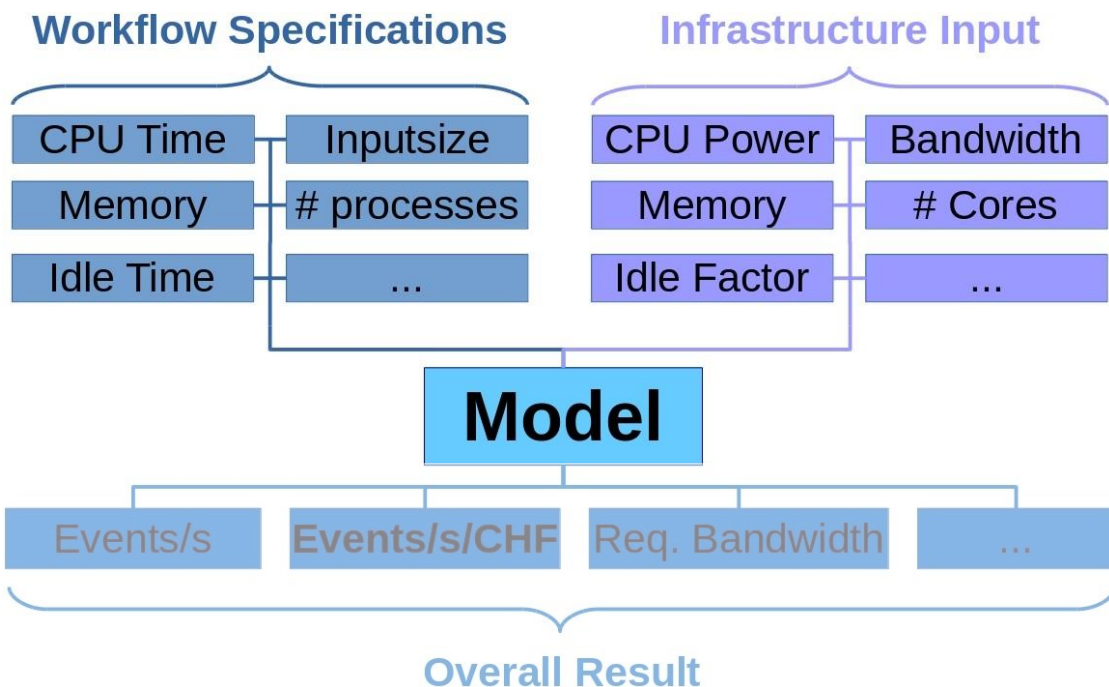 Workflow Specifications
Infrastructure Input
CPU Time
Inputsize
CPU Power
Bandwidth
Memory
# processes
Memory
# Cores
Idle Time
...
Idle Factor
...
Model
Events/s
Events/s/CHF
Req. Bandwidth
...
Overall Result